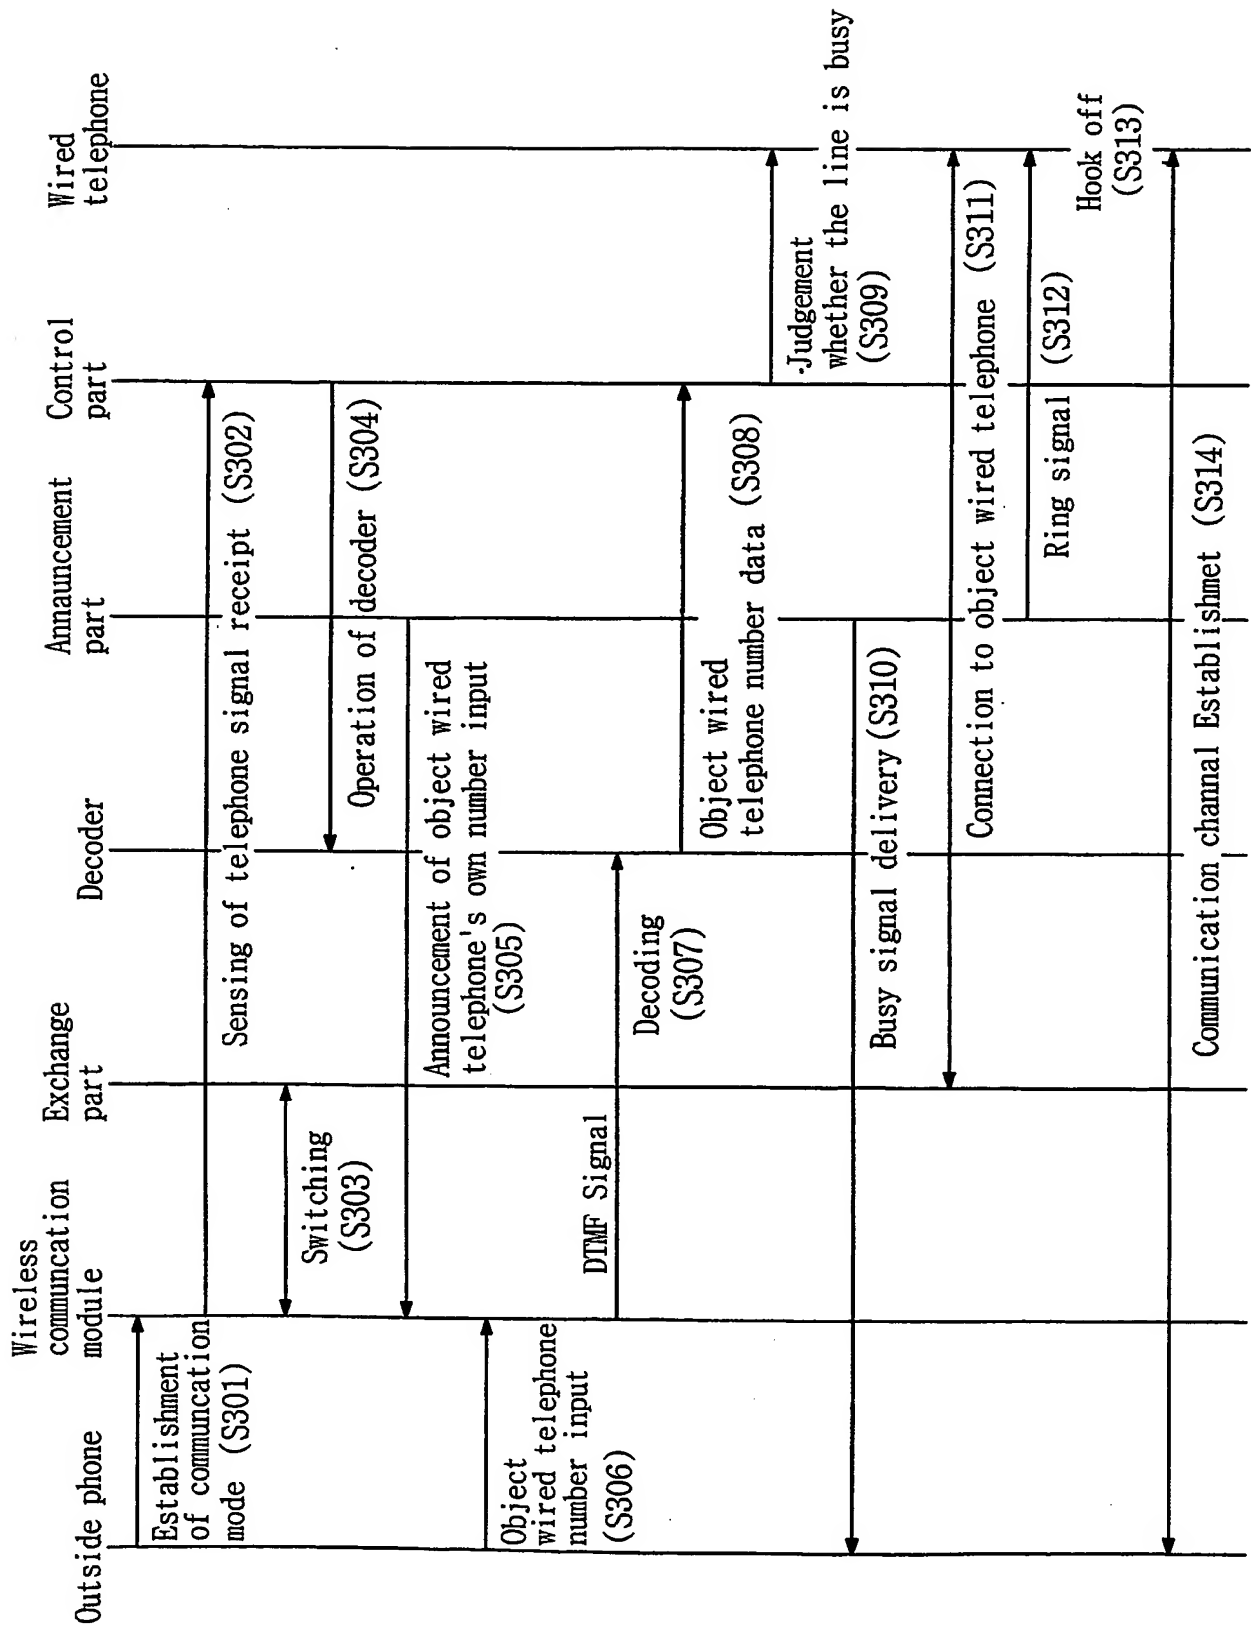 Outside phone
Wireless
communcation
module
Exchange
part
Decoder
Annauncement
part
Control
part
Wired
telephone
Establishment
of communcation
mode (S301)
Sensing of telephone signal receipt (S302)
Switching
(S303)
Operation of decoder (S304)
Announcement of object wired
telephone's own number input
(S305)
Object
wired telephone
number input
(S306)
DTMF Signal
Decoding
(S307)
Object wired
telephone number data (S308)
Judgement
whether the line is busy
(S309)
Busy signal delivery (S310)
Connection to object wired telephone (S311)
Ring signal (S312)
Hook off
(S313)
Communication channal Establishmet (S314)